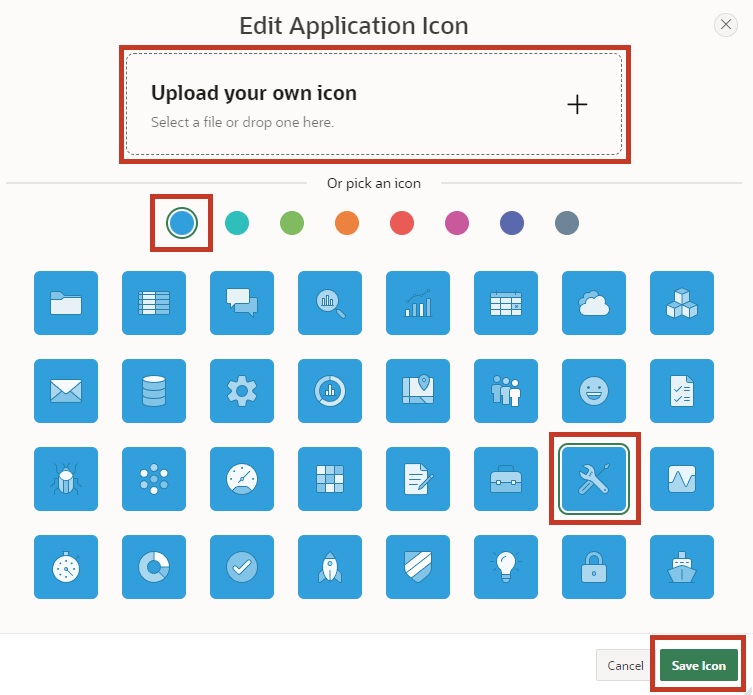 Edit Application Icon
Upload your own icon
Select a file or drop one here.
Or pick an icon
Cancel
Save Icon